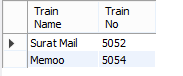 Train Name Train No
Surat Mail 5052
Memoo 5054